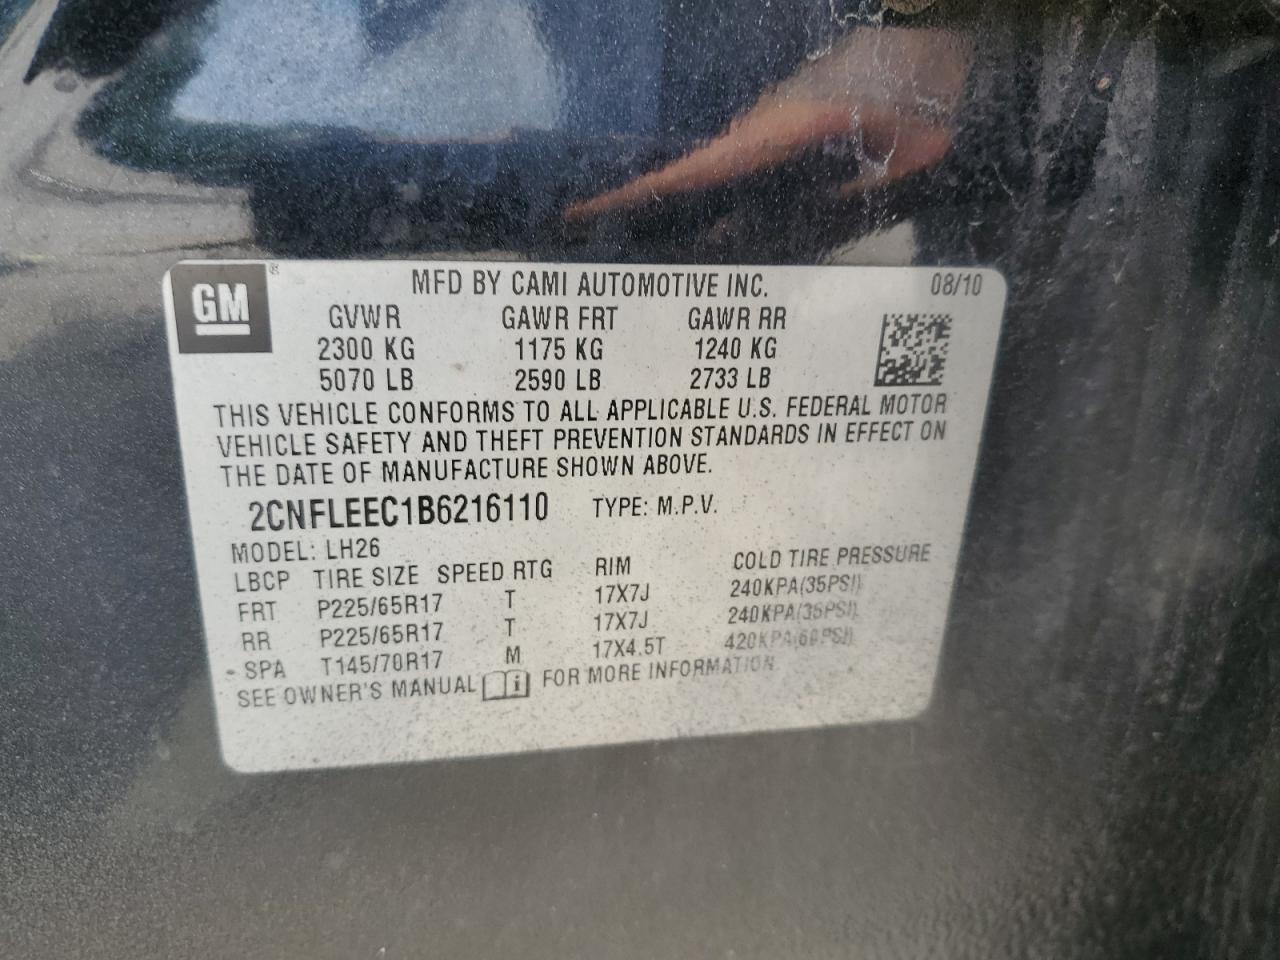 GM®
MFD BY CAMI AUTOMOTIVE INC. 08/10
GVWR GAWR FRT GAWR RR
2300 KG 1175 KG 1240 KG
5070 LB 2590 LB 2733 LB
THIS VEHICLE CONFORMS TO ALL APPLICABLE U.S. FEDERAL MOTOR
VEHICLE SAFETY AND THEFT PREVENTION STANDARDS IN EFFECT ON
THE DATE OF MANUFACTURE SHOWN ABOVE.
2CNFLEEC1B6216110 TYPE: M.P.V.
MODEL: LH26
LBCP TIRE SIZE SPEED RTG RIM COLD TIRE PRESSURE
FRT P225/65R17 T 17X7J 240KPA(35PSI)
RR P225/65R17 T 17X7J 240KPA(35PSI)
SPA T145/70R17 M 17X4.5T 420KPA(60PSI)
SEE OWNER'S MANUAL i FOR MORE INFORMATION